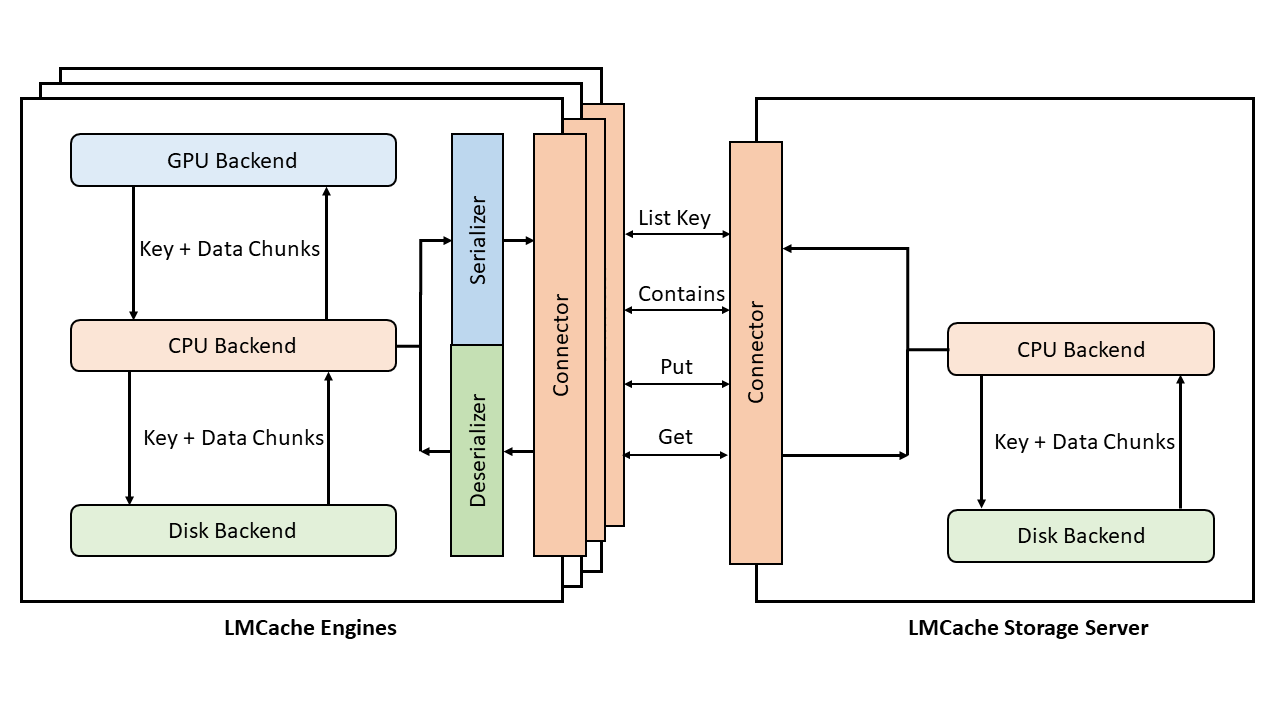 GPU Backend
Key + Data Chunks
CPU Backend
Key + Data Chunks
Disk Backend
Serializer
Deserializer
Connector
List Key
Contains
Put
Get
Connector
CPU Backend
Key + Data Chunks
Disk Backend
LMCache Engines
LMCache Storage Server